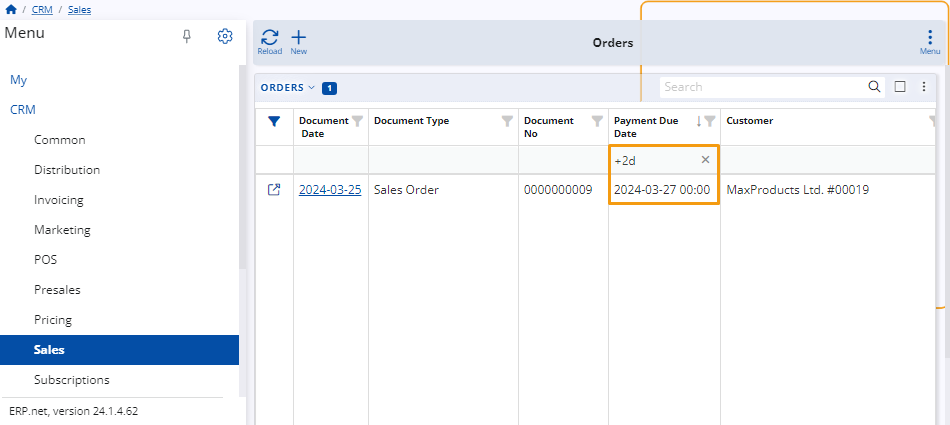 / CRM / Sales
Menu
My
CRM
Common
Distribution
Invoicing
Marketing
POS
Presales
Pricing
Sales
Subscriptions
ERP.net, version 24.1.4.62
Reload
New
Orders
Menu
ORDERS 1
Search
Document Date
Document Type
Document No
Payment Due Date
Customer
+2d
2024-03-25 Sales Order 0000000009 2024-03-27 00:00 MaxProducts Ltd. #00019